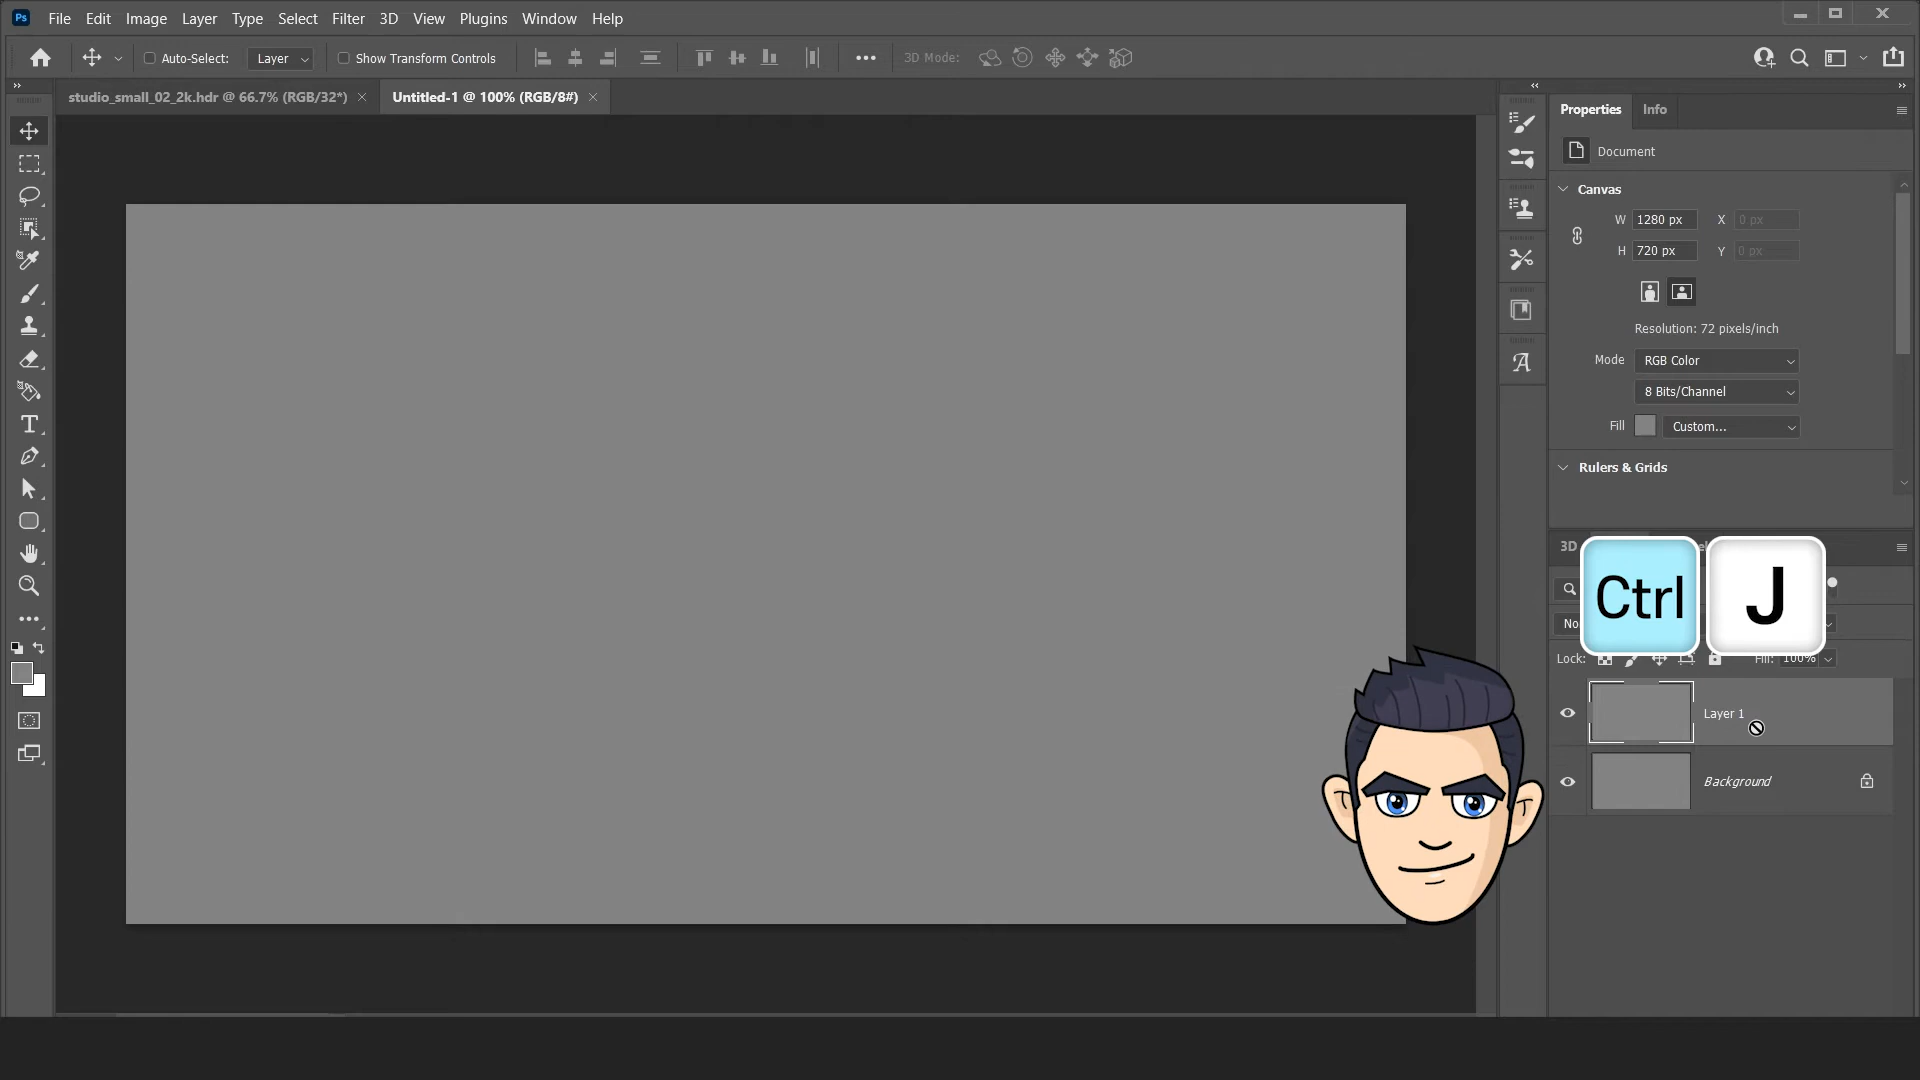 Ps File Edit Image Layer Type Select Filter 3D View Plugins Window Help
Auto-Select: Layer Show Transform Controls 3D Mode:
studio_small_02_2k.hdr @ 66.7% (RGB/32*) Untitled-1 @ 100% (RGB/8#)
Properties Info
Document
Canvas
W 1280 px X 0 px
H 720 px Y 0 px
Resolution: 72 pixels/inch
Mode RGB Color
8 Bits/Channel
Fill Custom...
Rulers & Grids
3D
Ctrl J
Lock: Fill: 100%
Layer 1
Background